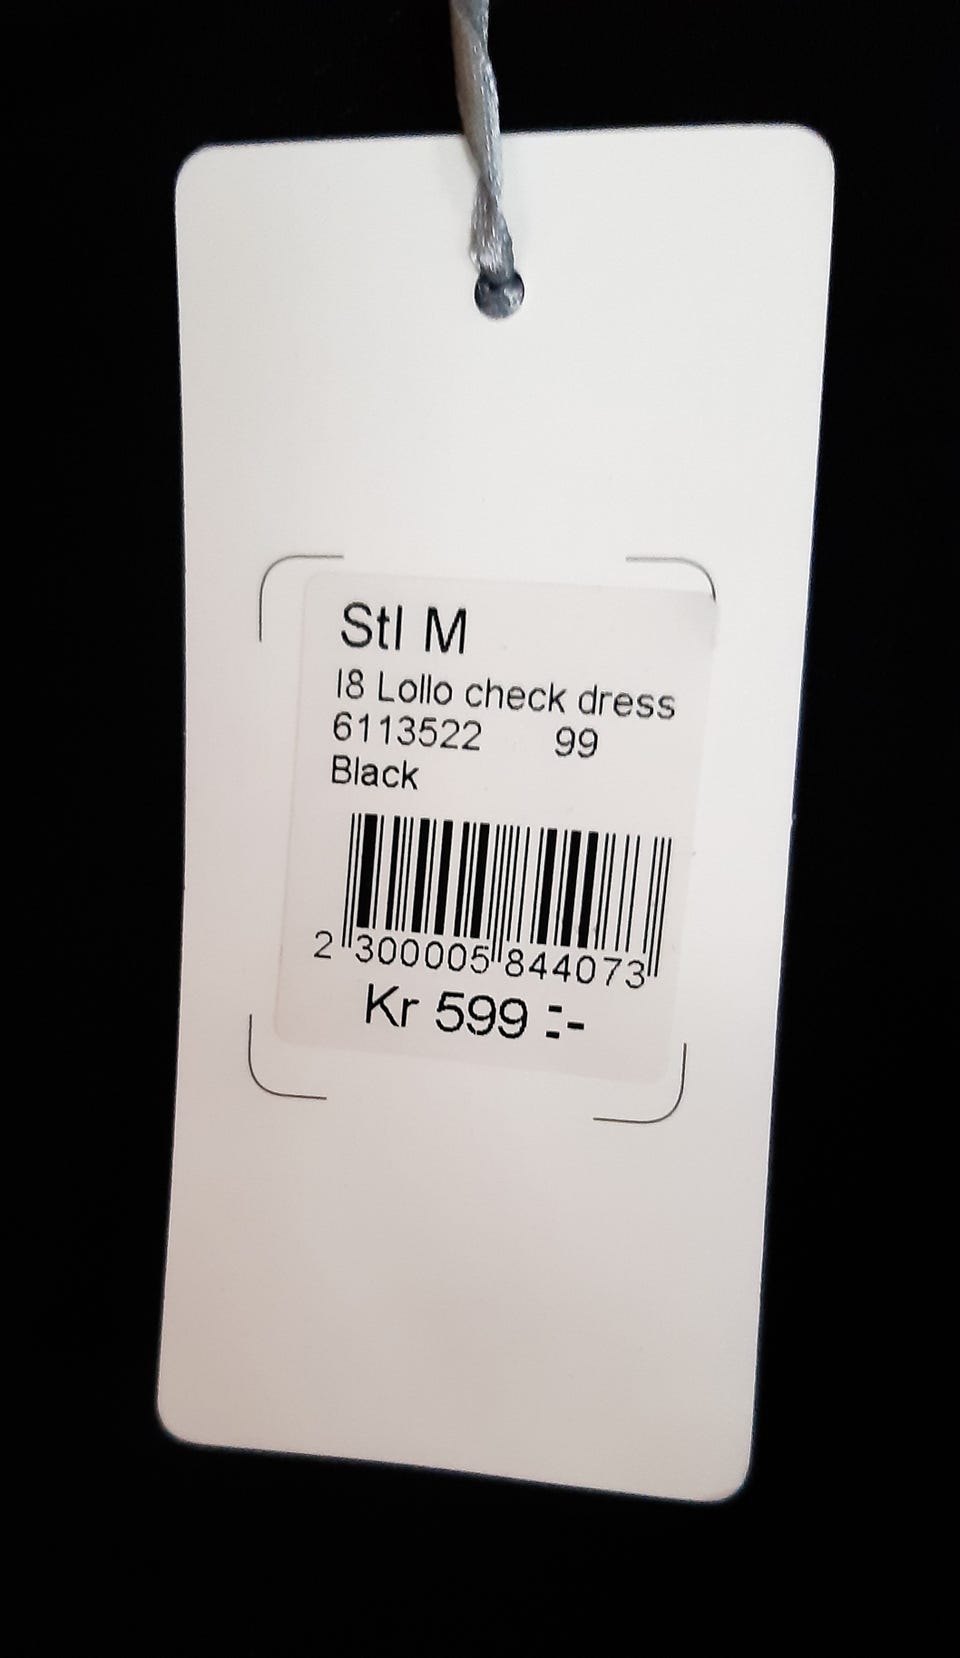 Stl M
I8 Lollo check dress
6113522 99
Black
2 300005 844073
Kr 599 :-